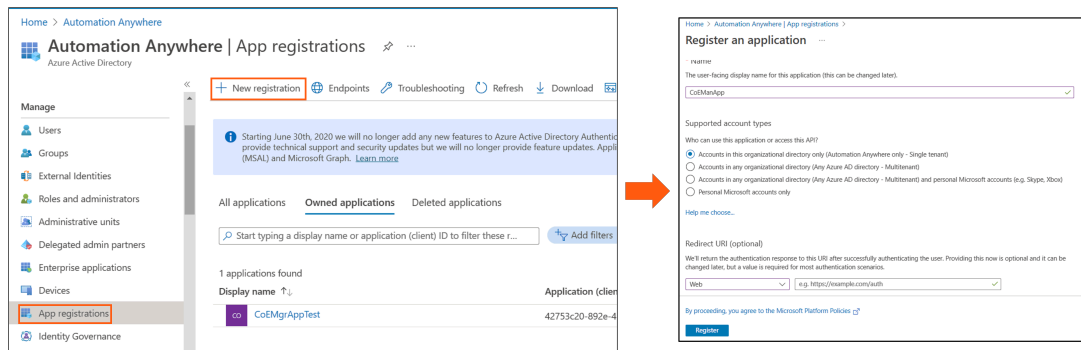 Home > Automation Anywhere
Automation Anywhere | App registrations
Azure Active Directory
Manage
Users
Groups
External Identities
Roles and administrators
Administrative units
Delegated admin partners
Enterprise applications
Devices
App registrations
Identity Governance
New registration Endpoints Troubleshooting Refresh Download
Starting June 30th, 2020 we will no longer add any new features to Azure Active Directory Authentic
provide technical support and security updates but we will no longer provide feature updates. Appli
(MSAL) and Microsoft Graph. Learn more
All applications Owned applications Deleted applications
Start typing a display name or application (client) ID to filter these r... Add filters
1 applications found
Display name Application (clien
CO CoEMgrAppTest 42753c20-892e-4
Home > Automation Anywhere | App registrations >
Register an application ...
* Name
The user-facing display name for this application (this can be changed later).
CoEManApp
Supported account types
Who can use this application or access this API?
Accounts in this organizational directory only (Automation Anywhere only - Single tenant)
Accounts in any organizational directory (Any Azure AD directory - Multitenant)
Accounts in any organizational directory (Any Azure AD directory - Multitenant) and personal Microsoft accounts (e.g. Skype, Xbox)
Personal Microsoft accounts only
Help me choose...
Redirect URI (optional)
We'll return the authentication response to this URI after successfully authenticating the user. Providing this now is optional and it can be
changed later, but a value is required for most authentication scenarios.
Web e.g. https://example.com/auth
By proceeding, you agree to the Microsoft Platform Policies
Register